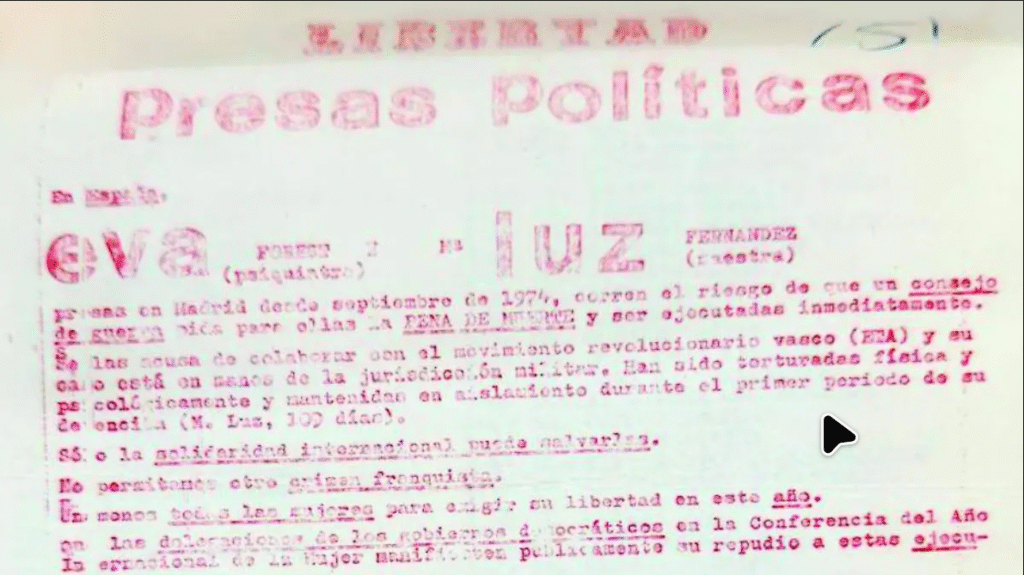 LIBERTAD
(5)
Presas Políticas
En España,
eva FOREST Y Mª luz FERNANDEZ
(psiquiatra) (maestra)
presas en Madrid desde septiembre de 1974, corren el riesgo de que un consejo
de guerra pida para ellas la PENA DE MUERTE y ser ejecutadas inmediatamente.
Se las acusa de colaborar con el movimiento revolucionario vasco (ETA) y su
caso está en manos de la jurisdicción militar. Han sido torturadas física y
psicológicamente y mantenidas en aislamiento durante el primer periodo de su
detención (M. Luz, 109 días).
Sólo la solidaridad internacional puede salvarlas.
No permitamos otro crimen franquista.
Unámonos todas las mujeres para exigir su libertad en este año.
que las delegaciones de los gobiernos democráticos en la Conferencia del Año
Internacional de la Mujer manifiesten públicamente su repudio a estas ejecu-